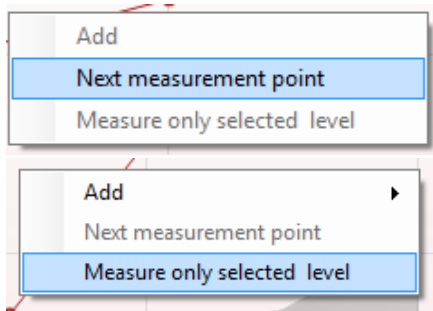 Add
Next measurement point
Measure only selected  level
Add
Next measurement point
Measure only selected  level